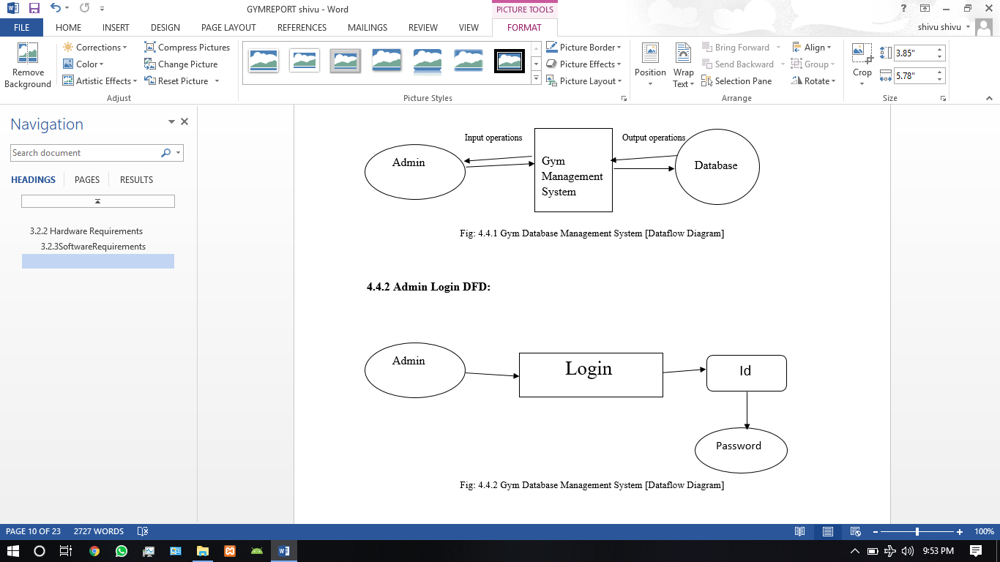 GYMREPORT shivu - Word
PICTURE TOOLS
?
FILE
HOME
INSERT
DESIGN
PAGE LAYOUT
REFERENCES
MAILINGS
REVIEW
VIEW
FORMAT
shivu shivu
Remove
Background
Corrections
Color
Artistic Effects
Compress Pictures
Change Picture
Reset Picture
Adjust
Picture Styles
Picture Border
Picture Effects
Picture Layout
Position
Wrap
Text
Bring Forward
Send Backward
Selection Pane
Align
Group
Rotate
Arrange
Crop
3.85"
5.78"
Size
Navigation
Search document
HEADINGS
PAGES
RESULTS
3.2.2 Hardware Requirements
3.2.3SoftwareRequirements
Input operations
Output operations
Admin
Gym
Management
System
Database
Fig: 4.4.1 Gym Database Management System [Dataflow Diagram]
4.4.2 Admin Login DFD:
Admin
Login
Id
Password
Fig: 4.4.2 Gym Database Management System [Dataflow Diagram]
PAGE 10 OF 23
2727 WORDS
100%
9:53 PM